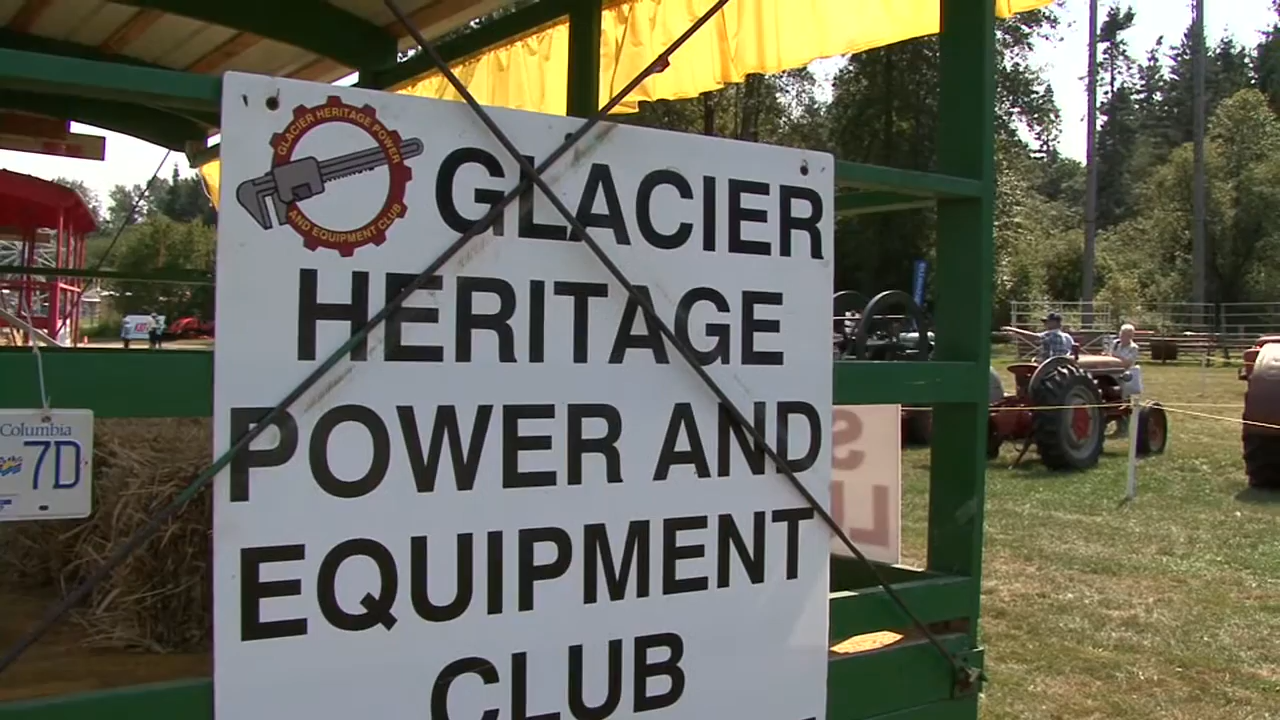 GLACIER HERITAGE POWER
AND EQUIPMENT CLUB
GLACIER
HERITAGE
POWER AND
EQUIPMENT
CLUB
Columbia
7D